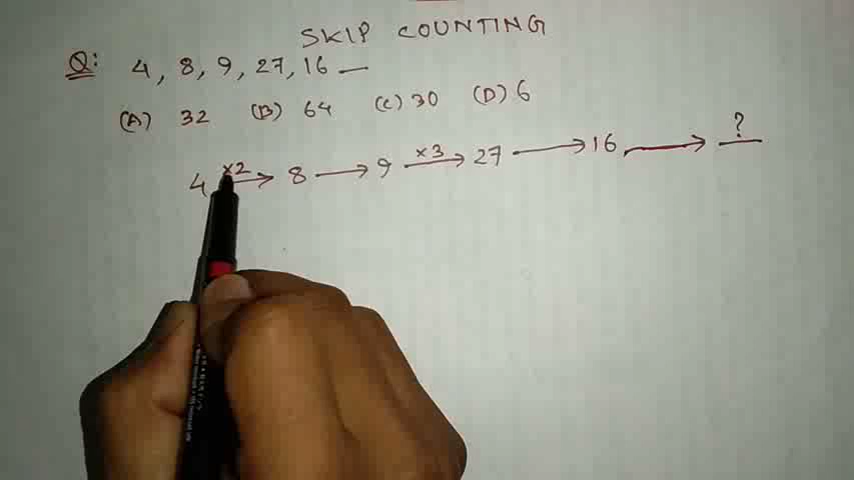 SKIP COUNTING
Q: 4, 8, 9, 27, 16 —
(A) 32 (B) 64 (C) 30 (D) 6
4 ×2→ 8 → 9 ×3→ 27 → 16 → ?